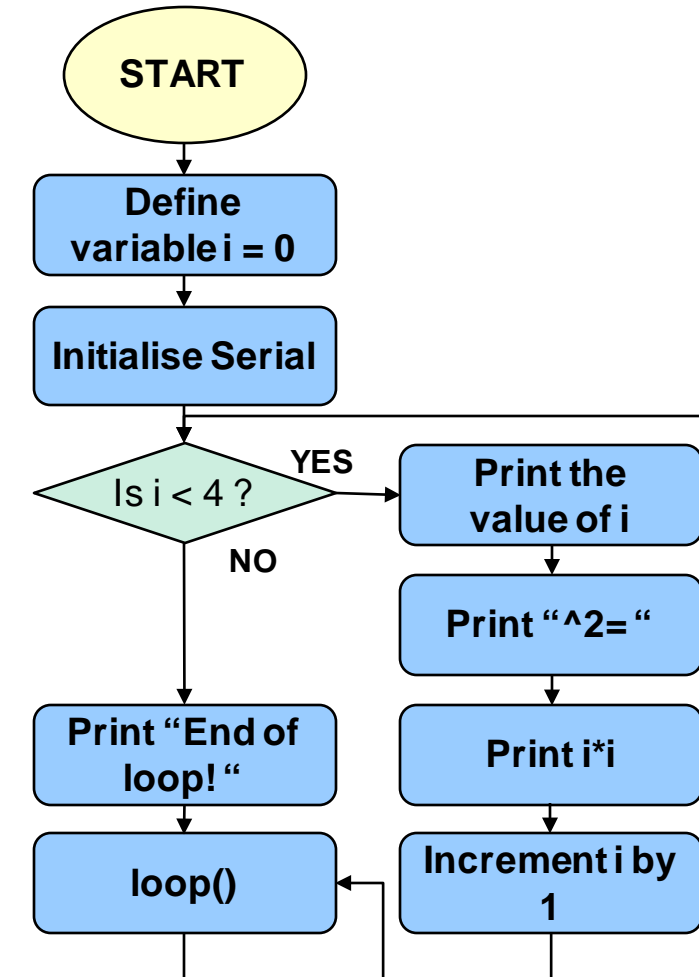 START
Define
variable i = 0
Initialise Serial
Is i < 4 ?
YES
NO
Print the
value of i
Print “^2= “
Print i*i
Increment i by
1
Print “End of
loop! “
loop()